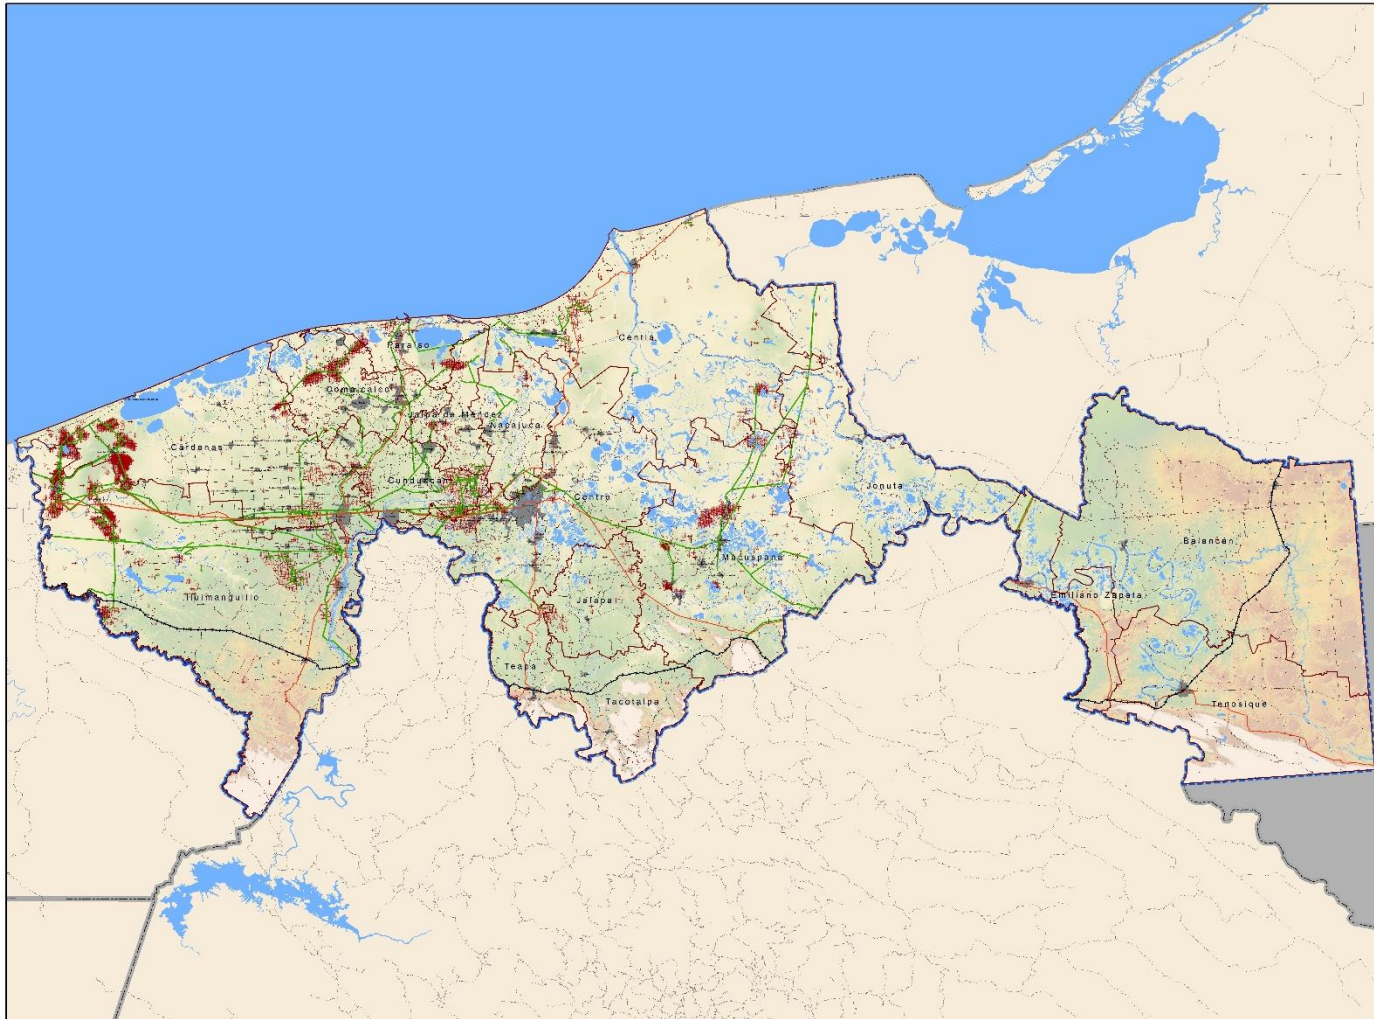 Centla
Paraíso
Comalcalco
Jalpa de Méndez
Nacajuca
Cárdenas
Cunduacán
Centro
Jonuta
Balancán
Macuspana
Emiliano Zapata
Huimanguillo
Jalapa
Teapa
Tacotalpa
Tenosique